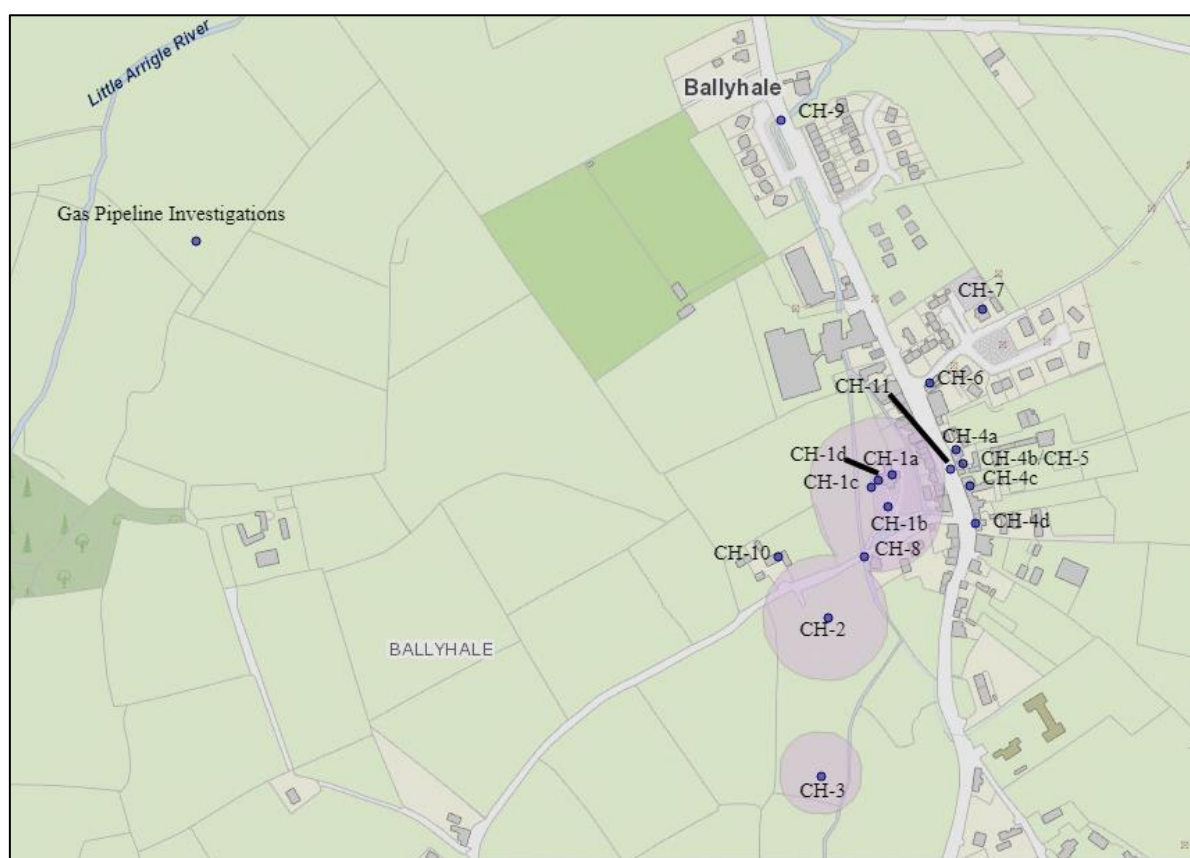 Little Arrigle River
Ballyhale
CH-9
Gas Pipeline Investigations
CH-7
CH-11
CH-6
CH-4a
CH-1d
CH-1a
CH-4b/CH-5
CH-1c
CH-4c
CH-1b
CH-4d
CH-10
CH-8
CH-2
BALLYHALE
CH-3